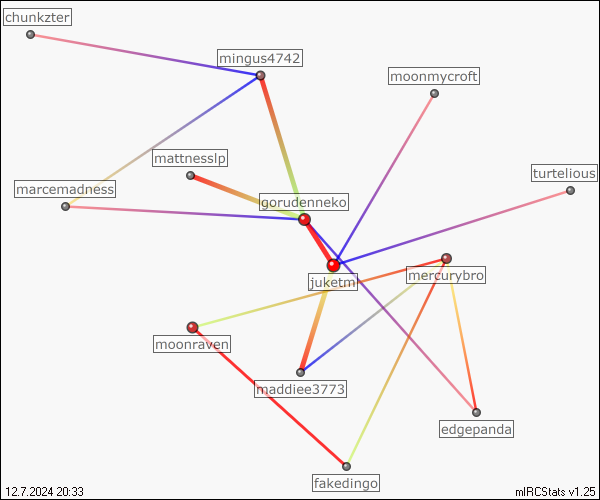 chunkzter
mingus4742
moonmycroft
mattnesslp
turtelious
marcemadness
gorudenneko
mercurybro
juketm
moonraven
maddiee3773
edgepanda
fakedingo
12.7.2024 20:33
mIRCStats v1.25